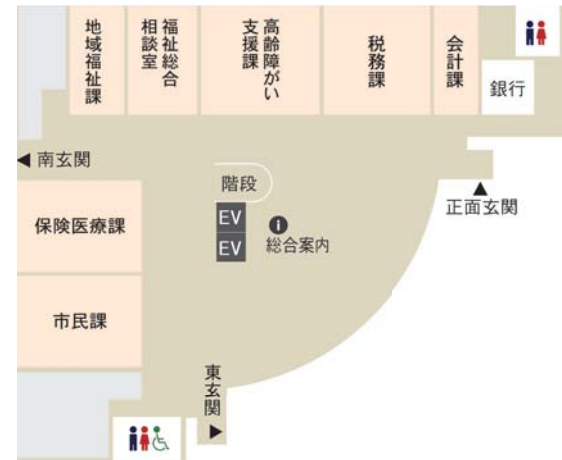 地域福祉課
福祉総合
相談室
高齢障がい
支援課
税務課
会計課
銀行
◀ 南玄関
階段
正面玄関
EV
EV
総合案内
保険医療課
市民課
東玄関